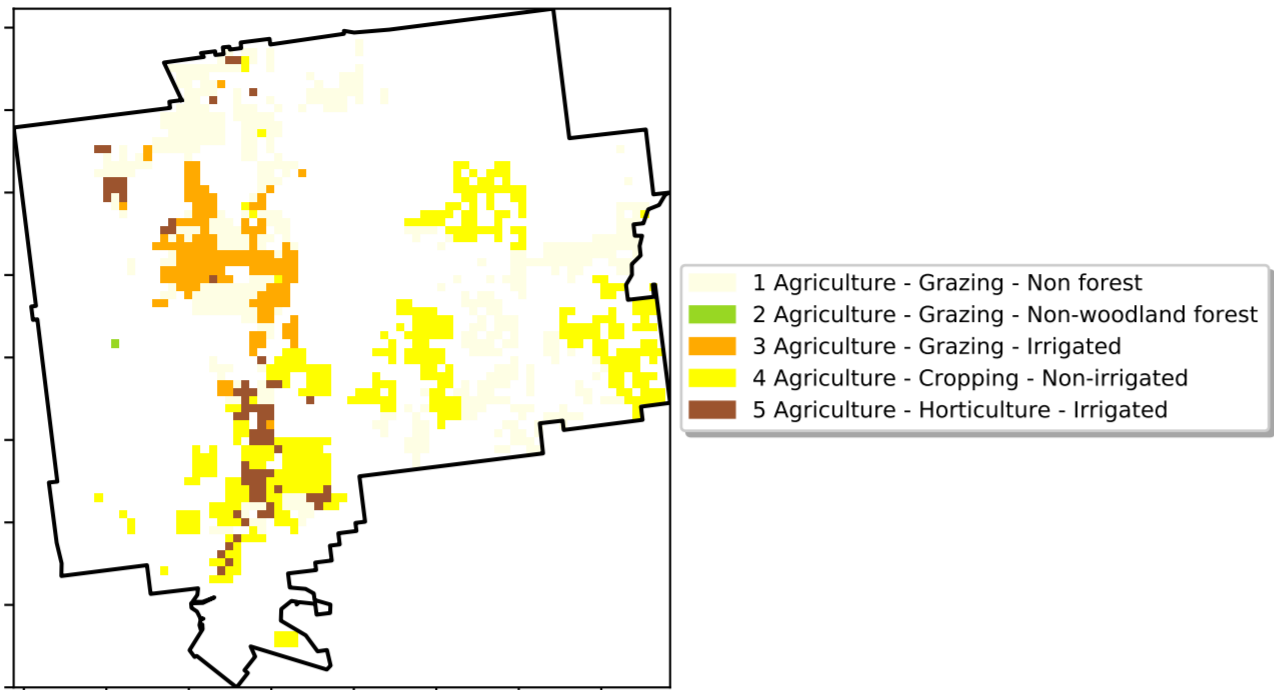 1 Agriculture - Grazing - Non forest
2 Agriculture - Grazing - Non-woodland forest
3 Agriculture - Grazing - Irrigated
4 Agriculture - Cropping - Non-irrigated
5 Agriculture - Horticulture - Irrigated